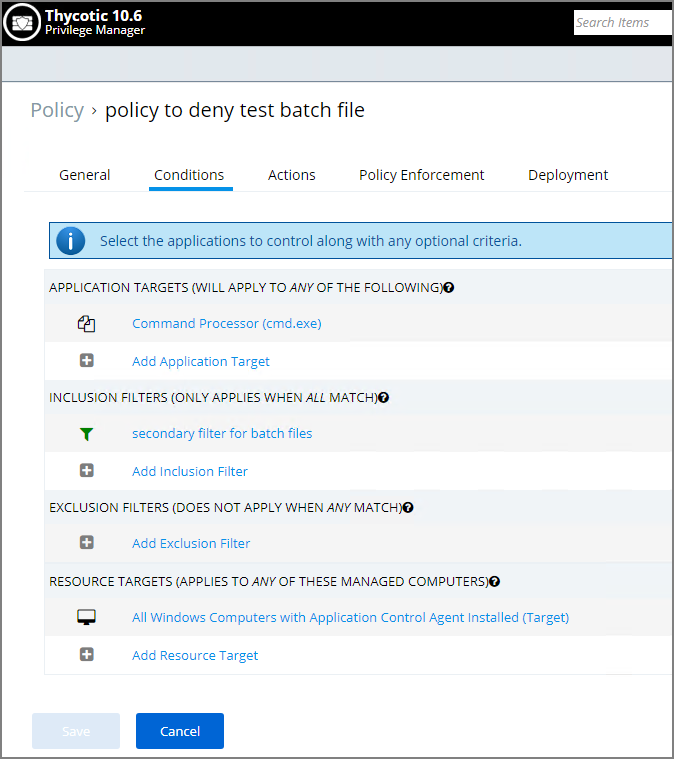 Thycotic 10.6
Privilege Manager
Search Items
Policy › policy to deny test batch file
General Conditions Actions Policy Enforcement Deployment
i Select the applications to control along with any optional criteria.
APPLICATION TARGETS (WILL APPLY TO ANY OF THE FOLLOWING)?
Command Processor (cmd.exe)
Add Application Target
INCLUSION FILTERS (ONLY APPLIES WHEN ALL MATCH)?
secondary filter for batch files
Add Inclusion Filter
EXCLUSION FILTERS (DOES NOT APPLY WHEN ANY MATCH)?
Add Exclusion Filter
RESOURCE TARGETS (APPLIES TO ANY OF THESE MANAGED COMPUTERS)?
All Windows Computers with Application Control Agent Installed (Target)
Add Resource Target
Save Cancel